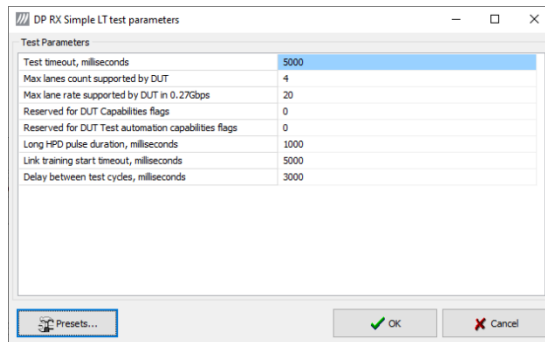 DP RX Simple LT test parameters
Test Parameters
Test timeout, milliseconds 5000
Max lanes count supported by DUT 4
Max lane rate supported by DUT in 0.27Gbps 20
Reserved for DUT Capabilities flags 0
Reserved for DUT Test automation capabilities flags 0
Long HPD pulse duration, milliseconds 1000
Link training start timeout, milliseconds 5000
Delay between test cycles, milliseconds 3000
Presets... OK Cancel